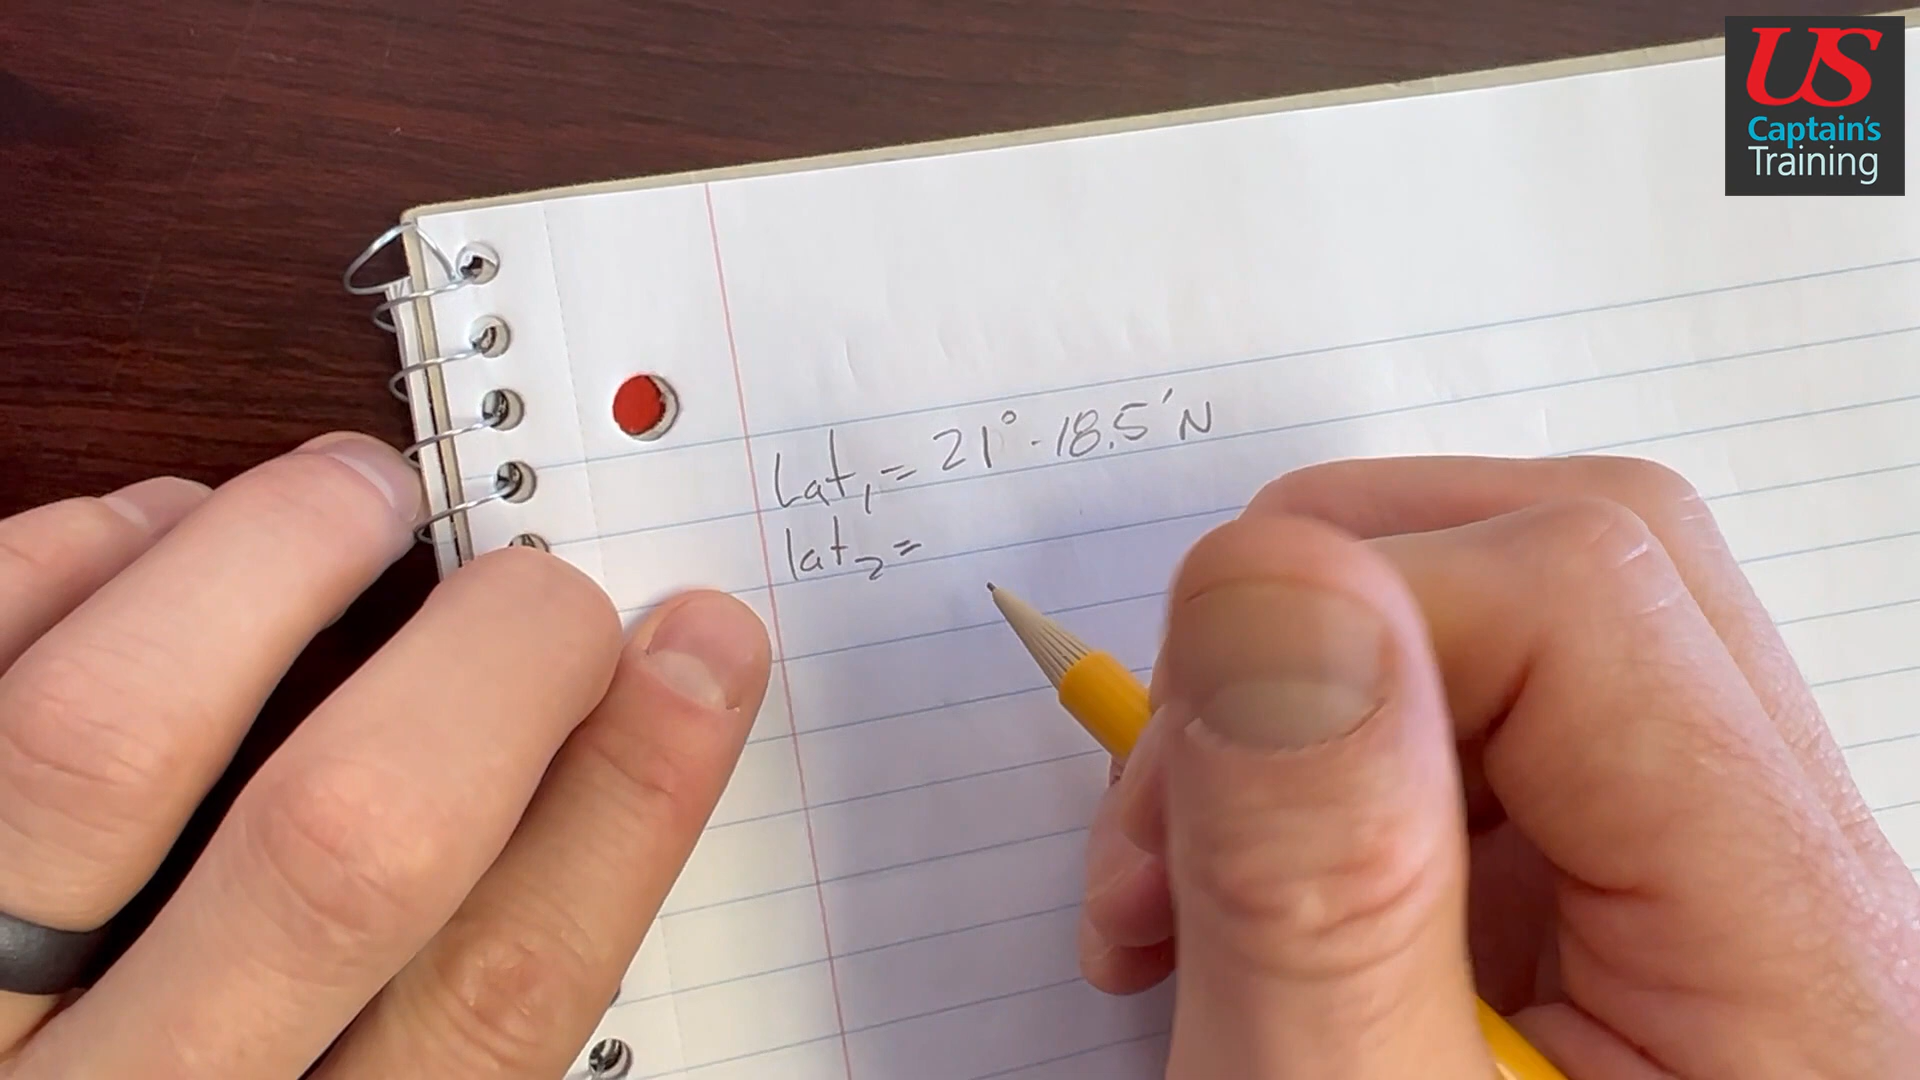 US
Captain's
Training
Lat₁ = 21° - 18.5' N
lat₂ =